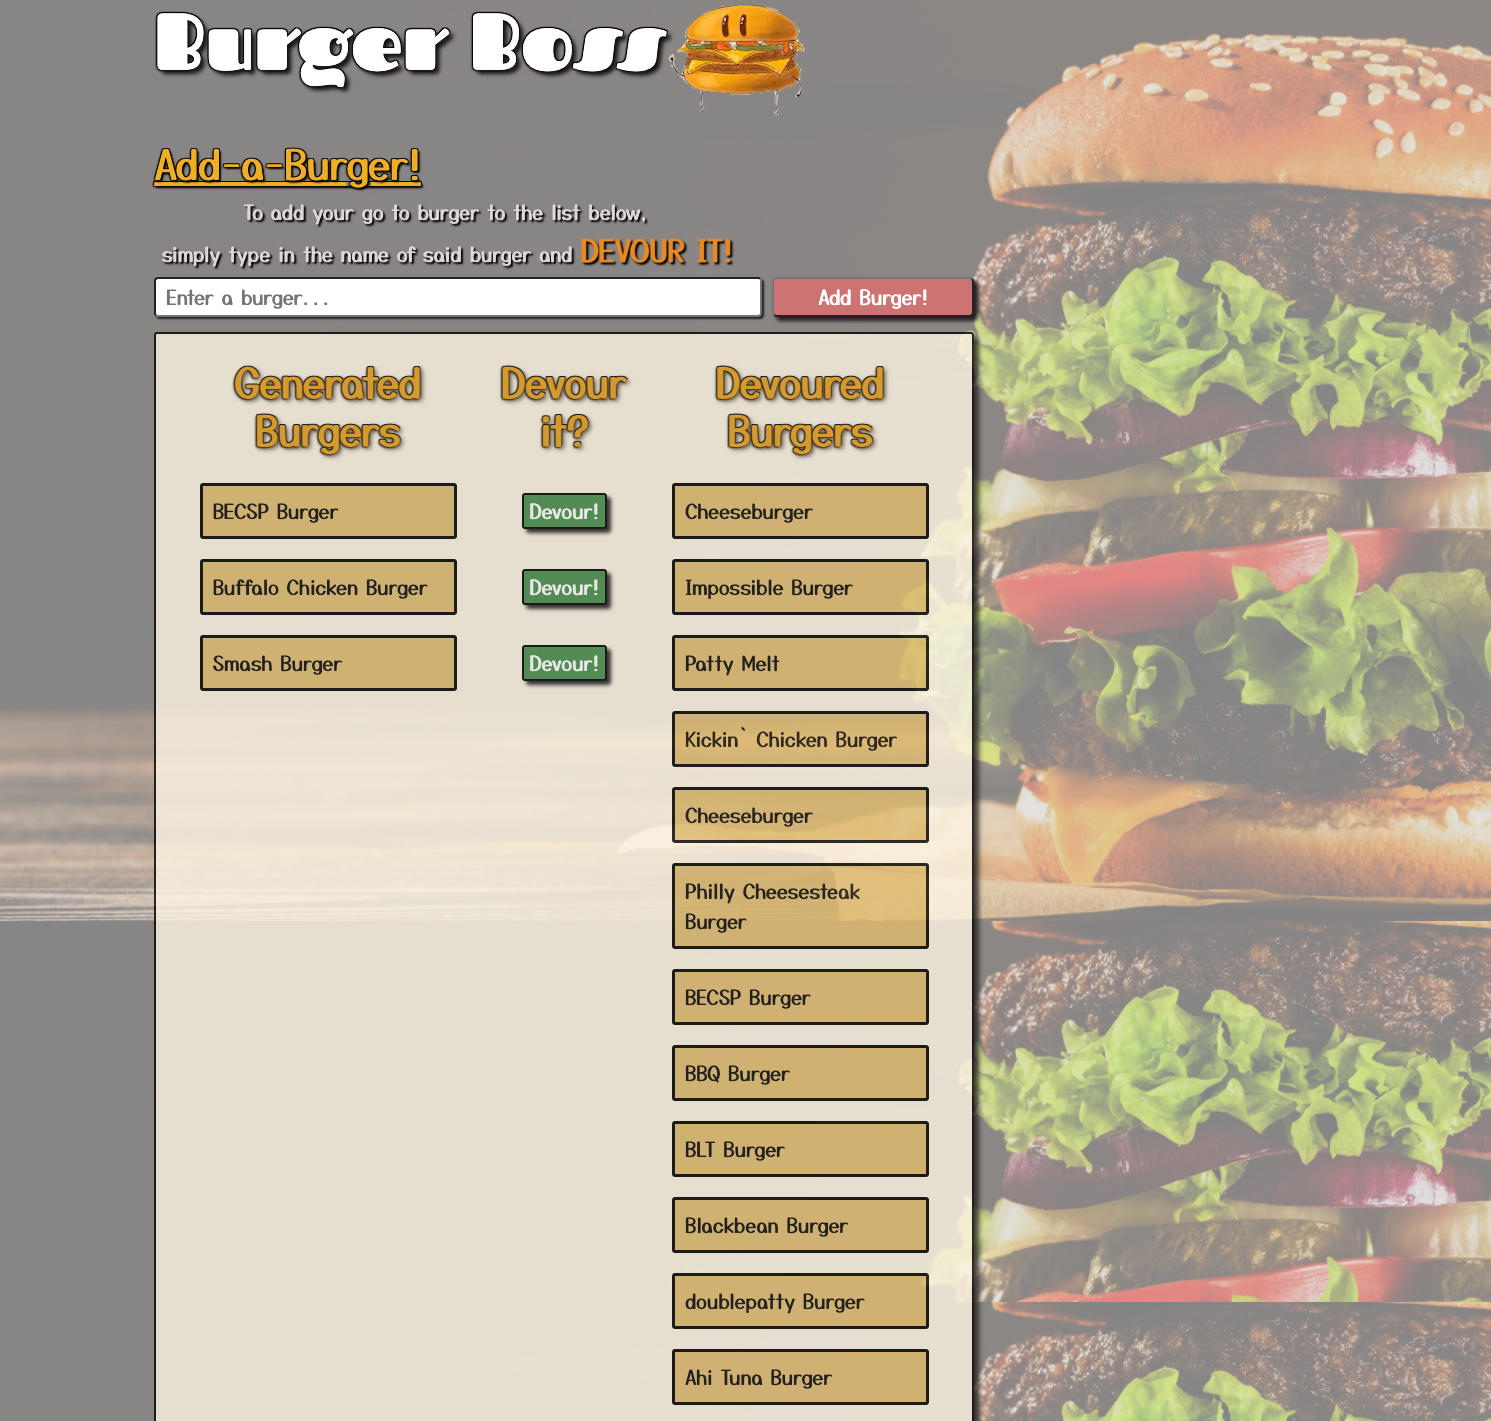 Burger Boss
Add-a-Burger!
To add your go to burger to the list below,
simply type in the name of said burger and DEVOUR IT!
Enter a burger...
Add Burger!
Generated
Burgers
Devour
it?
Devoured
Burgers
BECSP Burger
Devour!
Cheeseburger
Buffalo Chicken Burger
Devour!
Impossible Burger
Smash Burger
Devour!
Patty Melt
Kickin` Chicken Burger
Cheeseburger
Philly Cheesesteak
Burger
BECSP Burger
BBQ Burger
BLT Burger
Blackbean Burger
doublepatty Burger
Ahi Tuna Burger